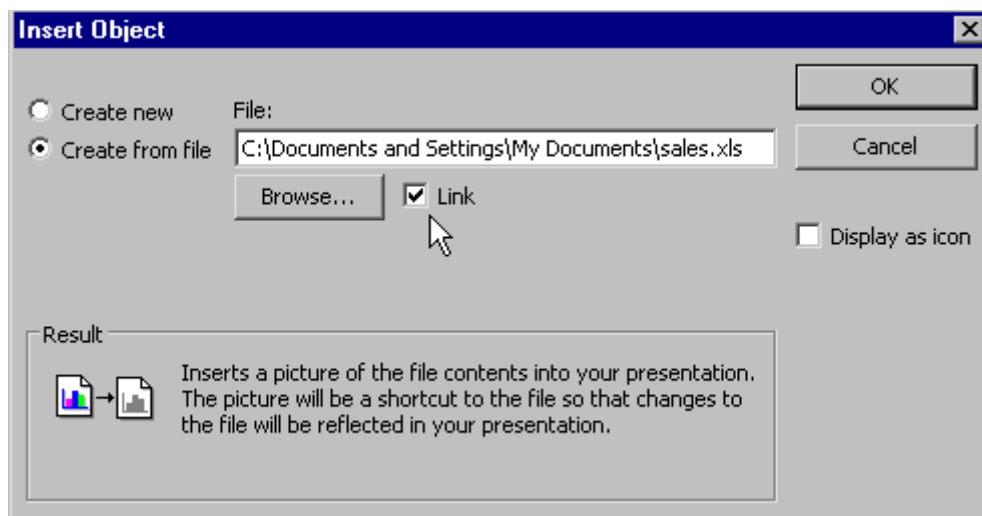 Insert Object
Create new
File:
OK
Create from file
C:\Documents and Settings\My Documents\sales.xls
Cancel
Browse...
Link
Display as icon
Result
Inserts a picture of the file contents into your presentation.
The picture will be a shortcut to the file so that changes to
the file will be reflected in your presentation.